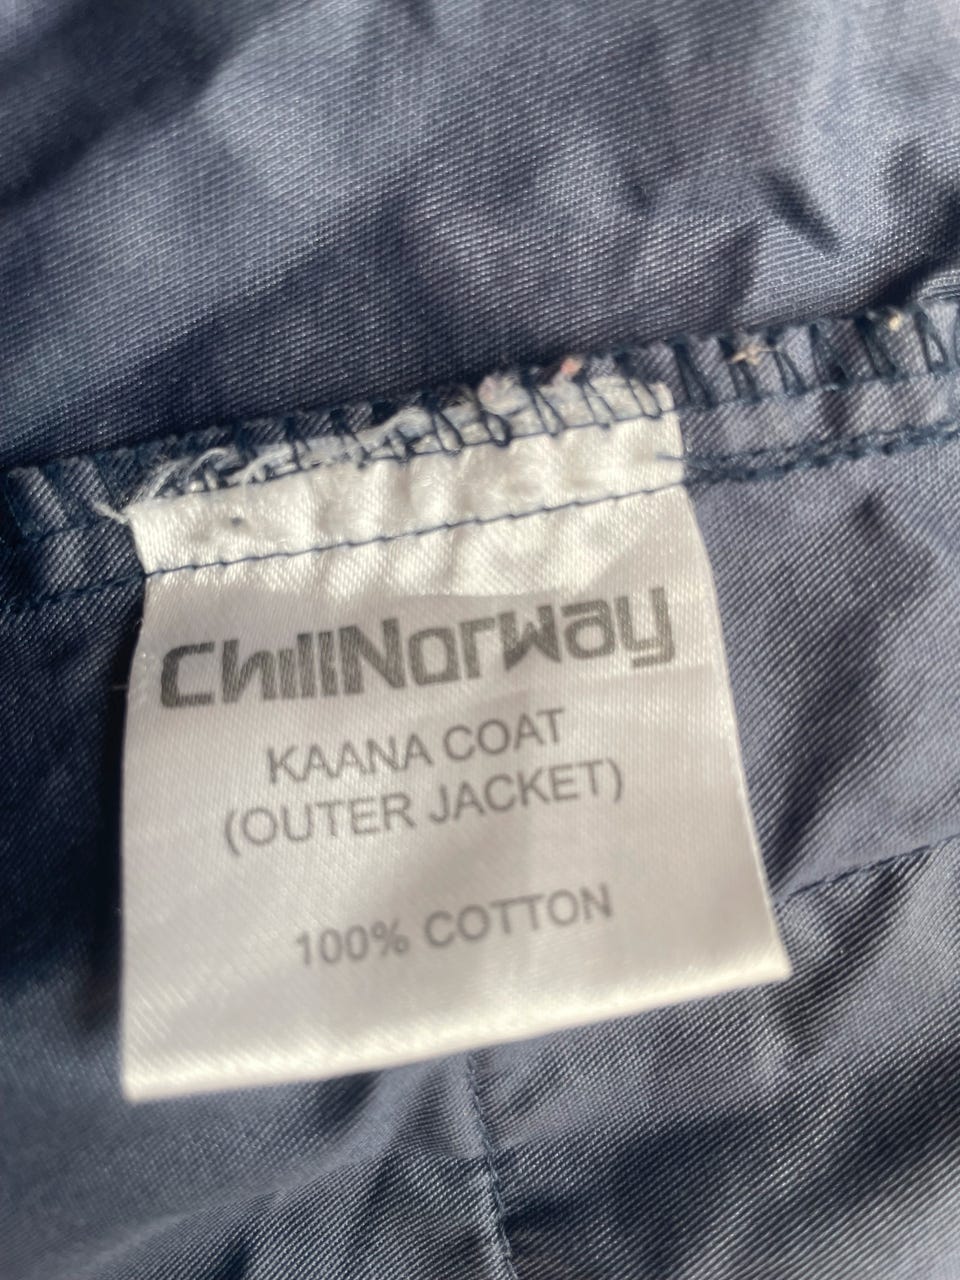 ChillNorway
KAANA COAT
(OUTER JACKET)
100% COTTON